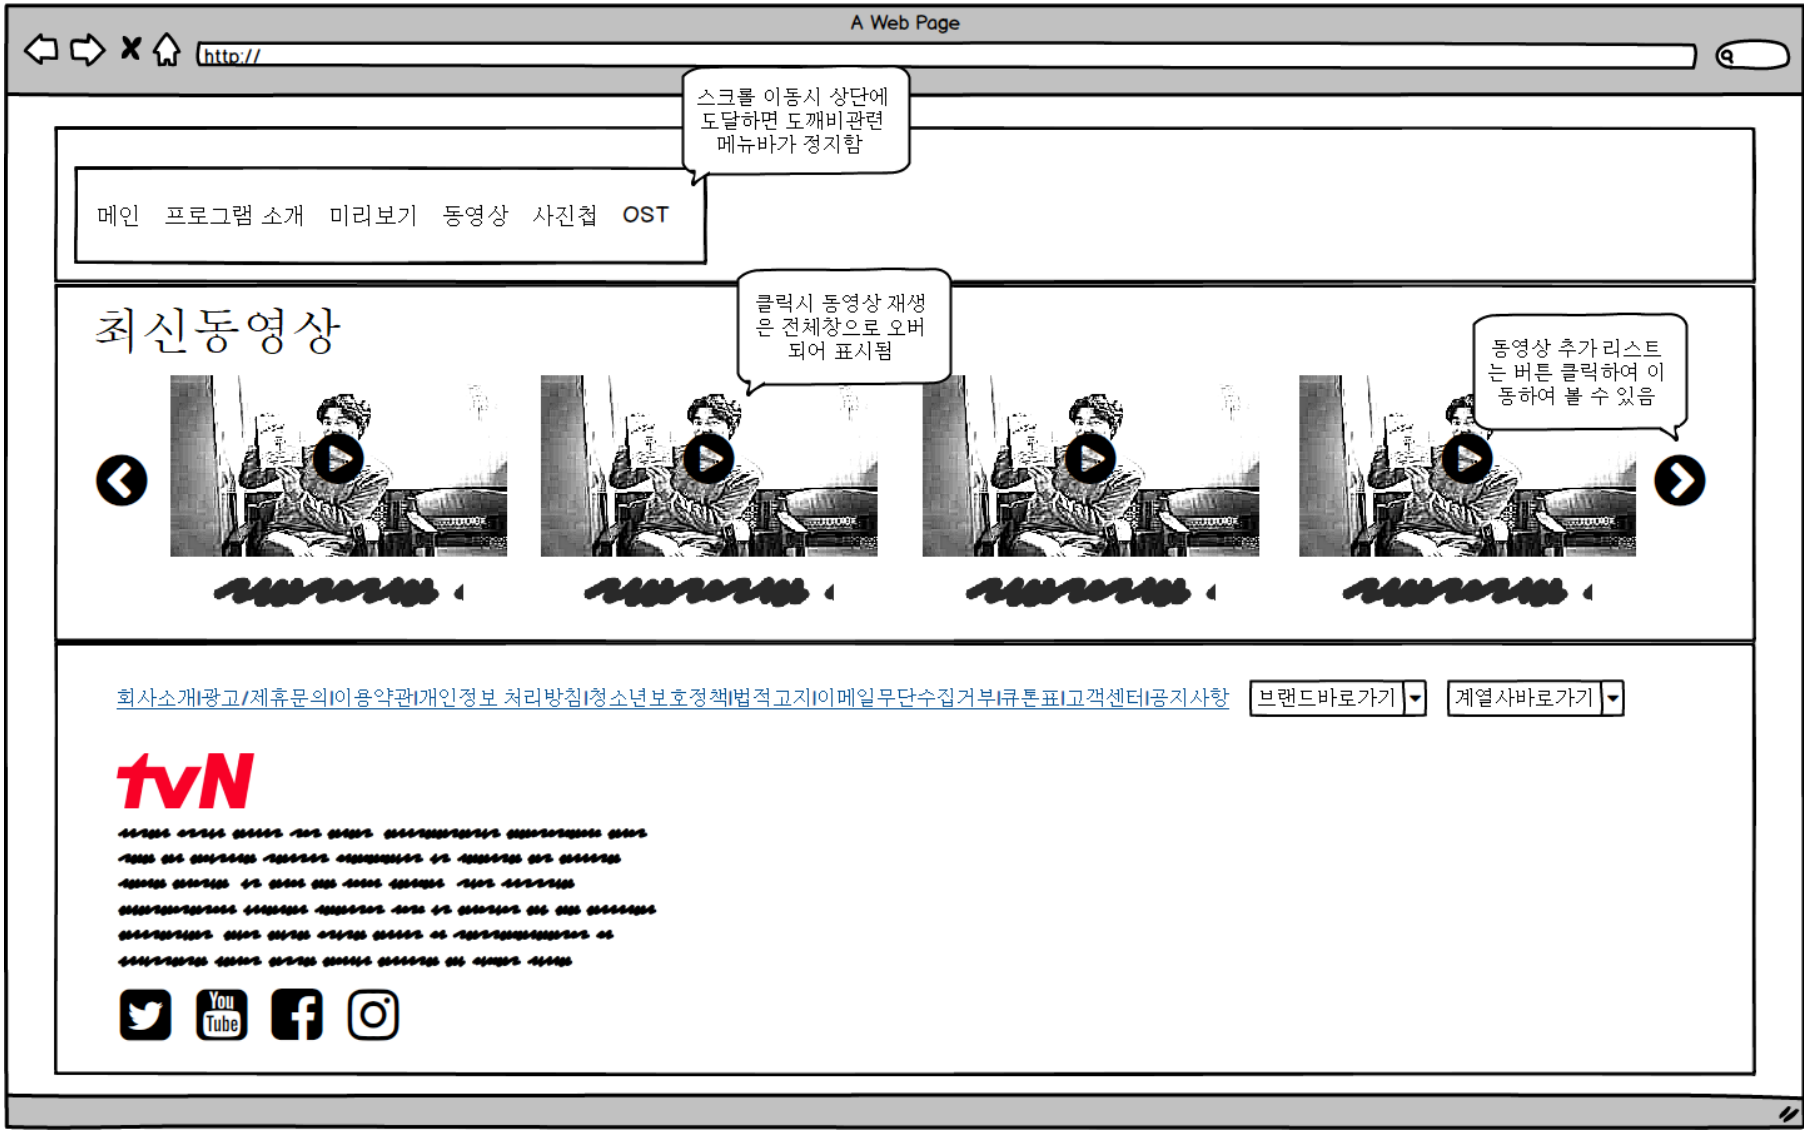 A Web Page
http://
스크롤 이동시 상단에
도달하면 도깨비관련
메뉴바가 정지함
메인 프로그램 소개 미리보기 동영상 사진첩 OST
최신동영상
클릭시 동영상 재생
은 전체창으로 오버
되어 표시됨
동영상 추가 리스트
는 버튼 클릭하여 이
동하여 볼 수 있음
회사소개|광고/제휴문의|이용약관|개인정보 처리방침|청소년보호정책|법적고지|이메일무단수집거부|큐톤표|고객센터|공지사항 브랜드바로가기 계열사바로가기
tvN
You
Tube